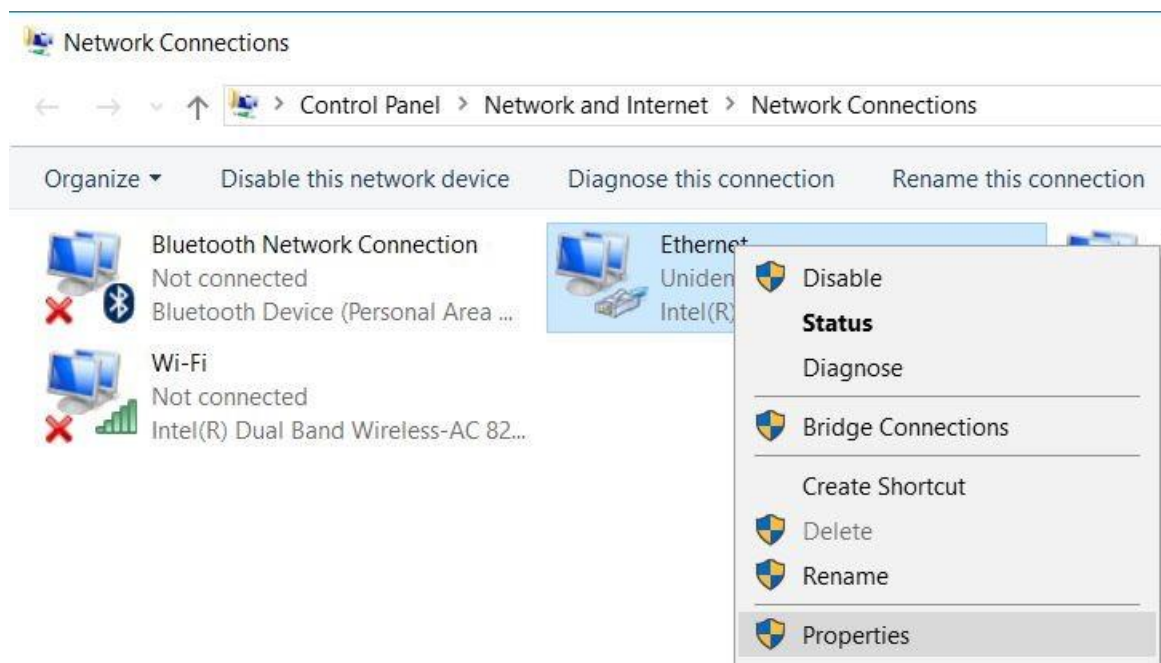 Network Connections
Control Panel > Network and Internet > Network Connections
Organize Disable this network device Diagnose this connection Rename this connection
Bluetooth Network Connection
Not connected
Bluetooth Device (Personal Area ...
Ethernet
Uniden
Intel(R)
Wi-Fi
Not connected
Intel(R) Dual Band Wireless-AC 82...
Disable
Status
Diagnose
Bridge Connections
Create Shortcut
Delete
Rename
Properties